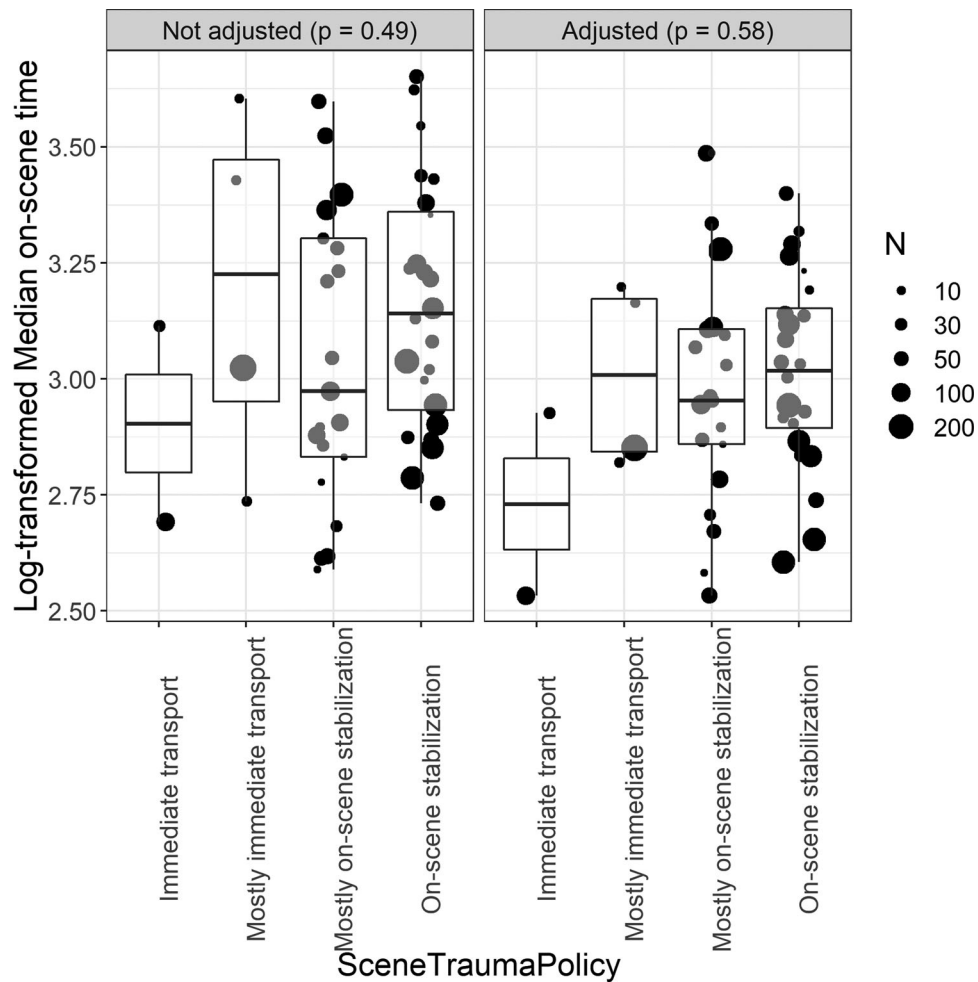 Not adjusted (p = 0.49)
Adjusted (p = 0.58)
Log-transformed Median on-scene time
3.50
3.25
3.00
2.75
2.50
Immediate transport
Mostly immediate transport
Mostly on-scene stabilization
On-scene stabilization
Immediate transport
Mostly immediate transport
Mostly on-scene stabilization
On-scene stabilization
SceneTraumaPolicy
N
10
30
50
100
200